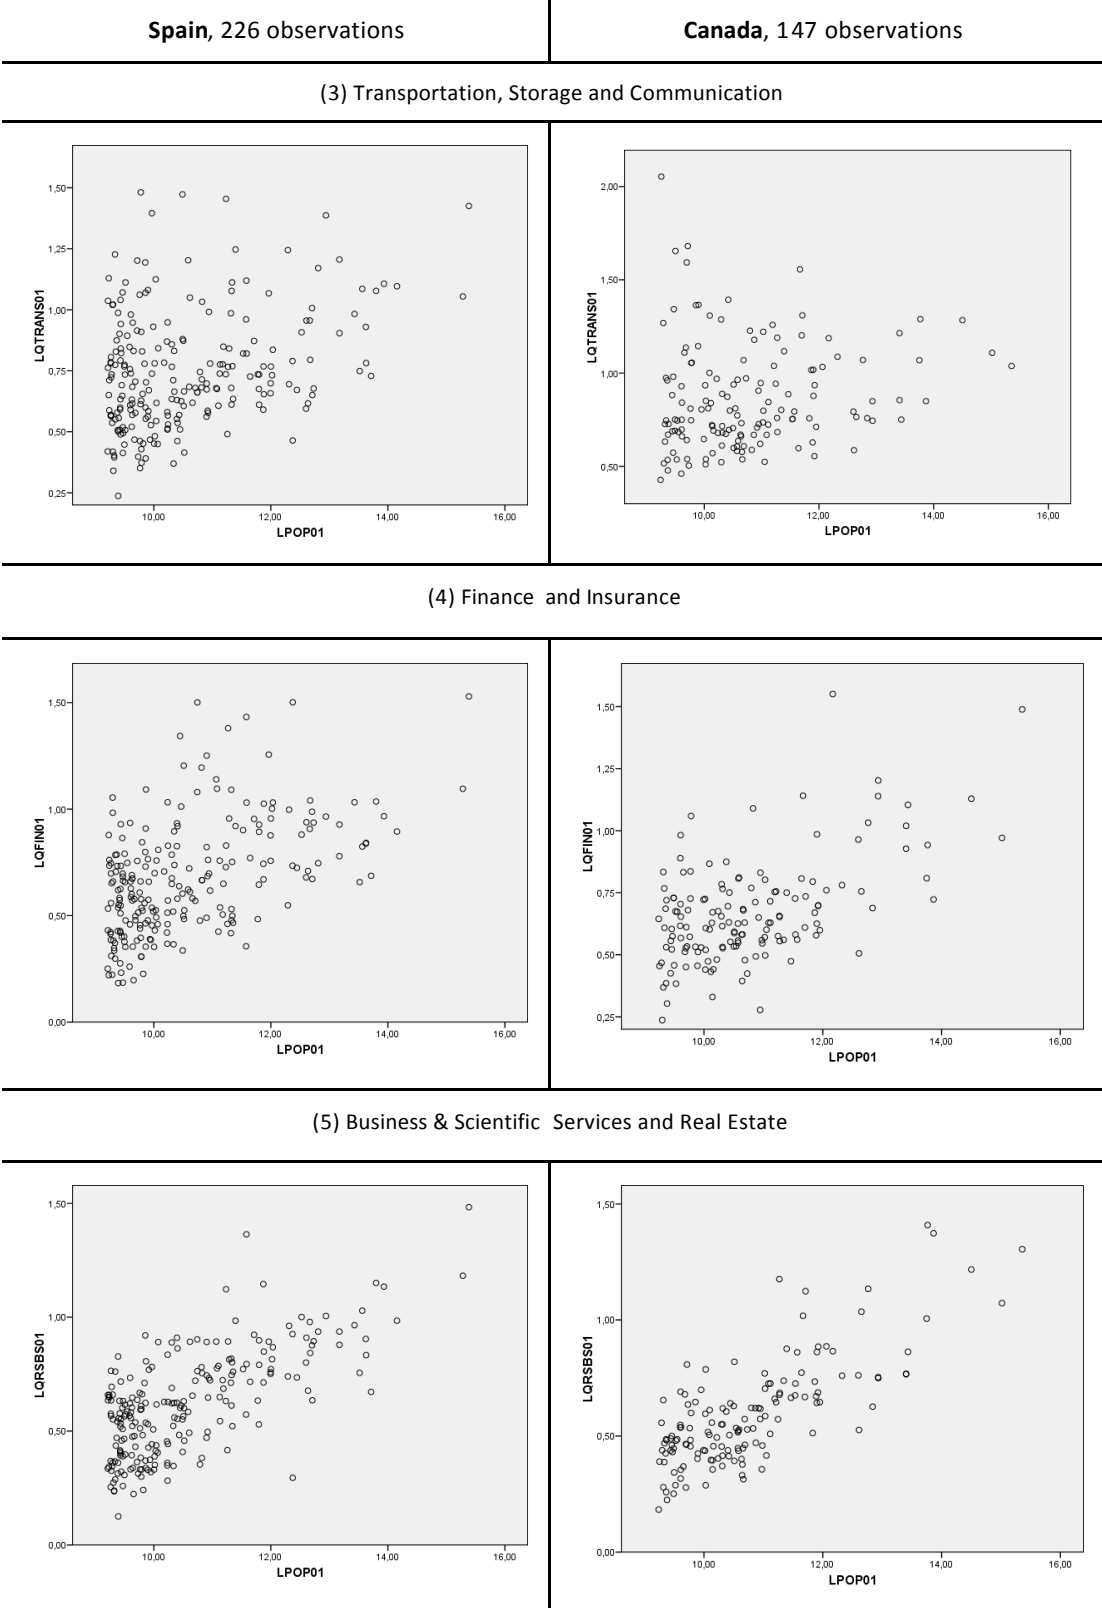 Spain, 226 observations
Canada, 147 observations
(3) Transportation, Storage and Communication
1,50
1,25
1,00
0,75
0,50
0,25
LQTRANS01
10,00 12,00 14,00 16,00
LPOP01
2,00
1,50
1,00
0,50
LQTRANS01
10,00 12,00 14,00 16,00
LPOP01
(4) Finance and Insurance
1,50
1,00
0,50
0,00
LQFIN01
10,00 12,00 14,00 16,00
LPOP01
1,50
1,25
1,00
0,75
0,50
0,25
LQFIN01
10,00 12,00 14,00 16,00
LPOP01
(5) Business & Scientific Services and Real Estate
1,50
1,00
0,50
0,00
LQRSBS01
10,00 12,00 14,00 16,00
LPOP01
1,50
1,00
0,50
0,00
LQRSBS01
10,00 12,00 14,00 16,00
LPOP01